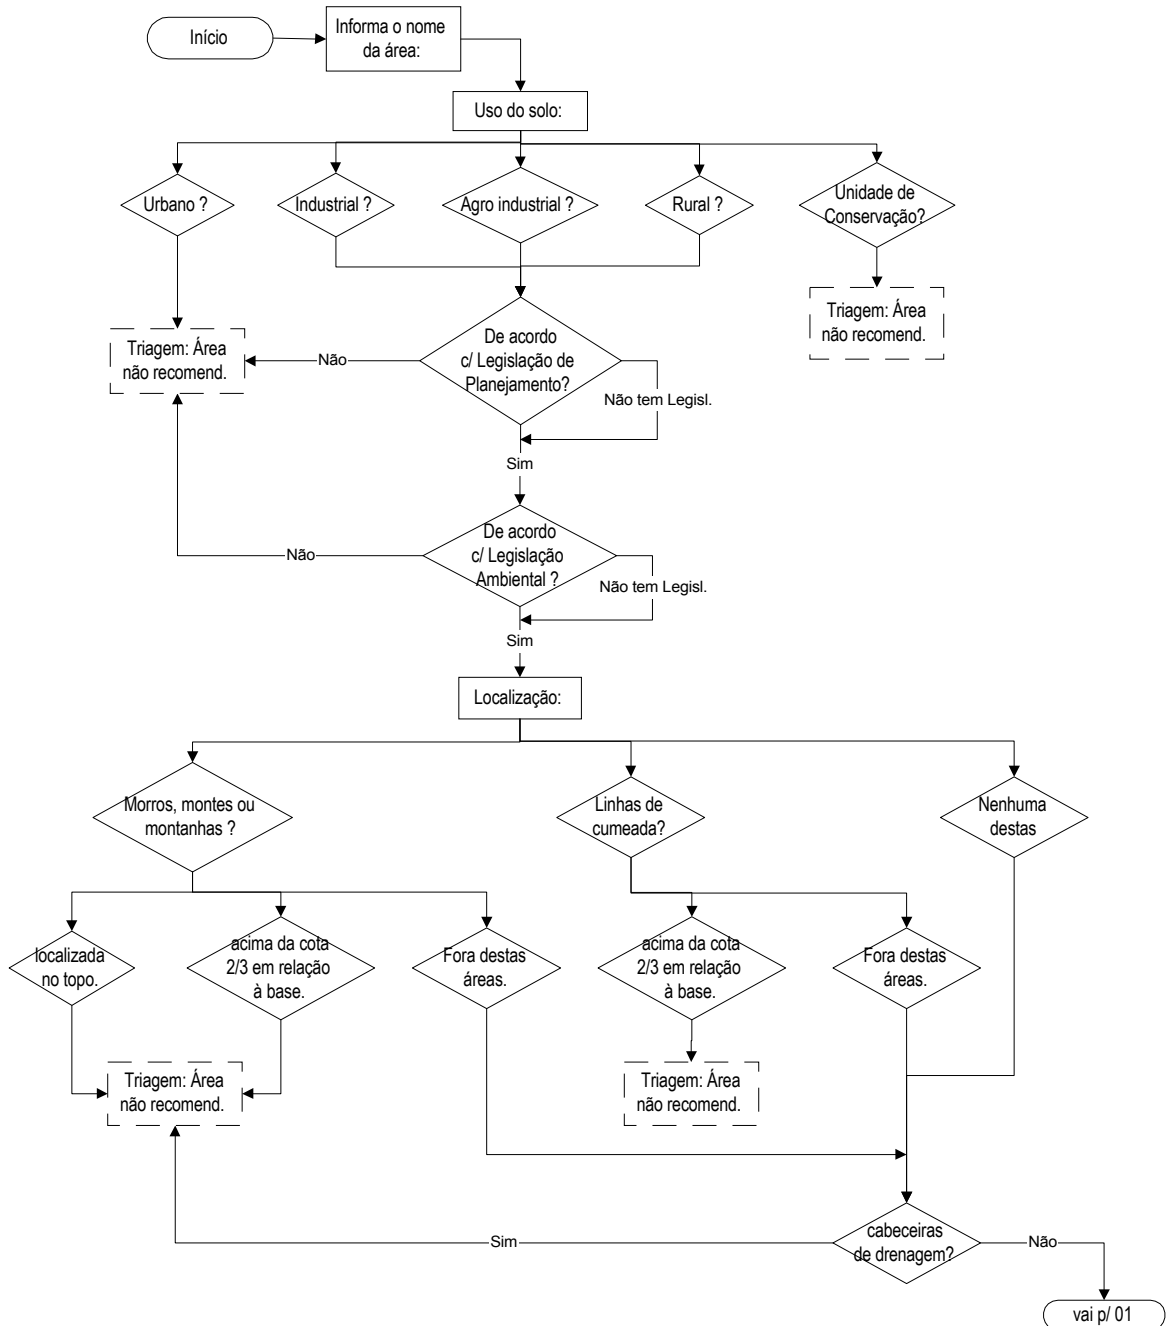 Início
Informa o nome
da área:
Uso do solo:
Urbano ?
Industrial ?
Agro industrial ?
Rural ?
Unidade de
Conservação?
Triagem: Área
não recomend.
Triagem: Área
não recomend.
Não
De acordo
c/ Legislação de
Planejamento?
Não tem Legisl.
Sim
Não
De acordo
c/ Legislação
Ambiental ?
Não tem Legisl.
Sim
Localização:
Morros, montes ou
montanhas ?
Linhas de
cumeada?
Nenhuma
destas
localizada
no topo.
acima da cota
2/3 em relação
à base.
Fora destas
áreas.
acima da cota
2/3 em relação
à base.
Fora destas
áreas.
Triagem: Área
não recomend.
Triagem: Área
não recomend.
Sim
cabeceiras
de drenagem?
Não
vai p/ 01